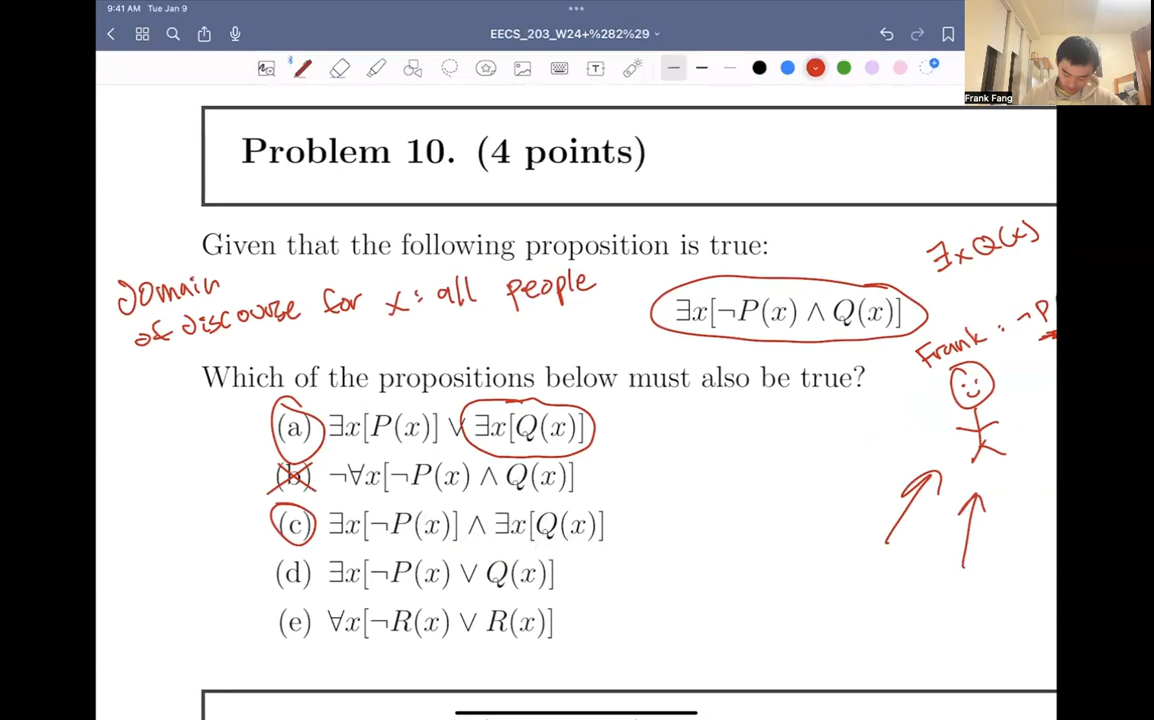 9:41 AM Tue Jan 9
EECS_203_W24+%282%29
Frank Fang
Problem 10. (4 points)
Given that the following proposition is true:
∃x Q(x)
Domain
of discourse for x: all people
∃x[¬P(x) ∧ Q(x)]
Frank: ¬P
Which of the propositions below must also be true?
(a) ∃x[P(x)] ∨ ∃x[Q(x)]
(b) ¬∀x[¬P(x) ∧ Q(x)]
(c) ∃x[¬P(x)] ∧ ∃x[Q(x)]
(d) ∃x[¬P(x) ∨ Q(x)]
(e) ∀x[¬R(x) ∨ R(x)]